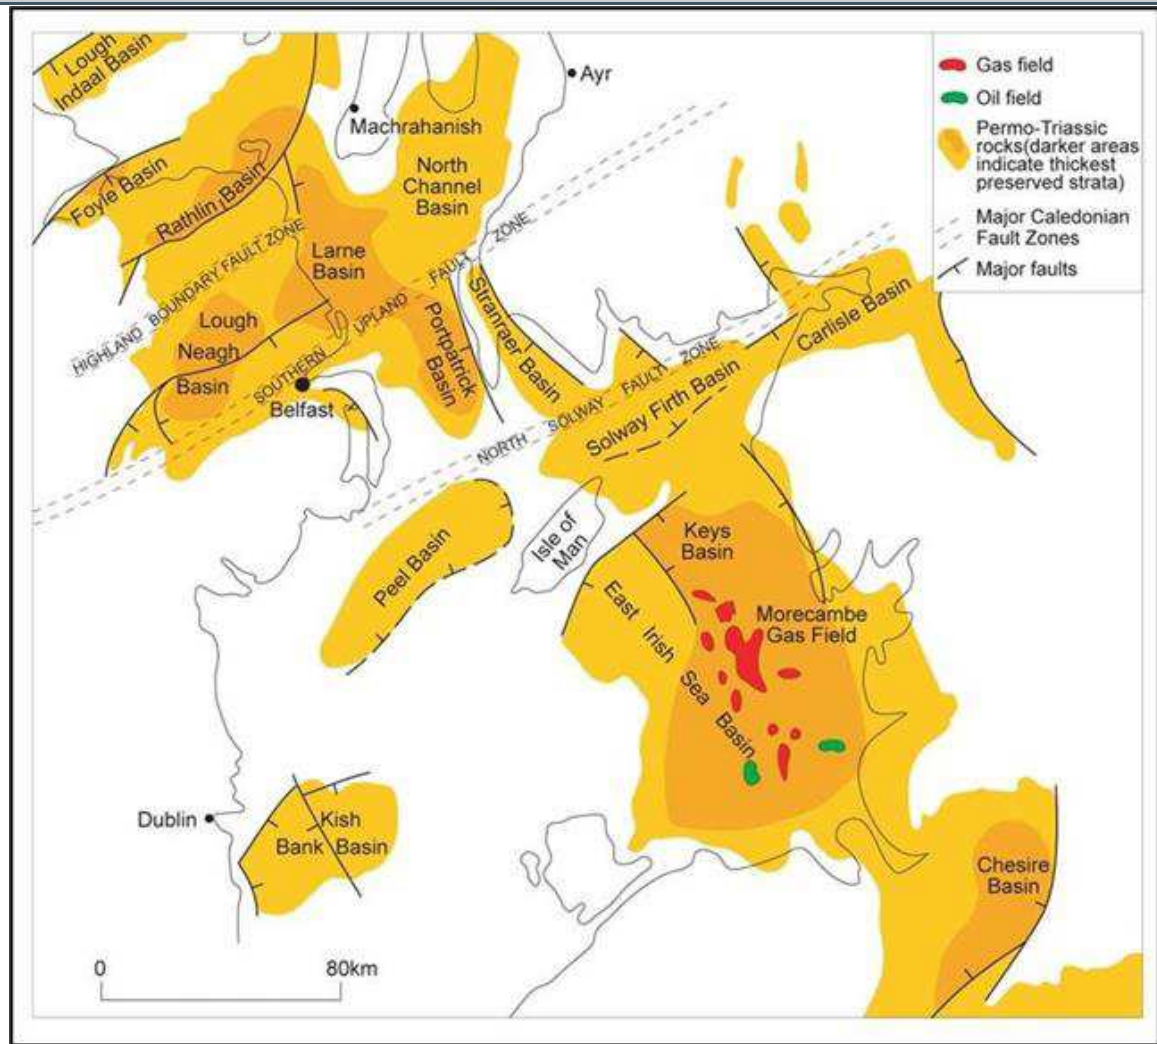 Lough
Indaal Basin
Ayr
Machrahanish
North
Channel
Basin
Foyle Basin
Rathlin Basin
HIGHLAND BOUNDARY FAULT ZONE
Larne
Basin
SOUTHERN UPLAND FAULT ZONE
Lough
Neagh
Basin
Belfast
Portpatrick
Basin
Stranraer Basin
NORTH SOLWAY FAULT ZONE
Solway Firth Basin
Carlisle Basin
Peel Basin
Isle of
Man
Keys
Basin
East Irish Sea Basin
Morecambe
Gas Field
Dublin
Kish
Bank Basin
Chesire
Basin
0 80km
Gas field
Oil field
Permo-Triassic
rocks(darker areas
indicate thickest
preserved strata)
Major Caledonian
Fault Zones
Major faults